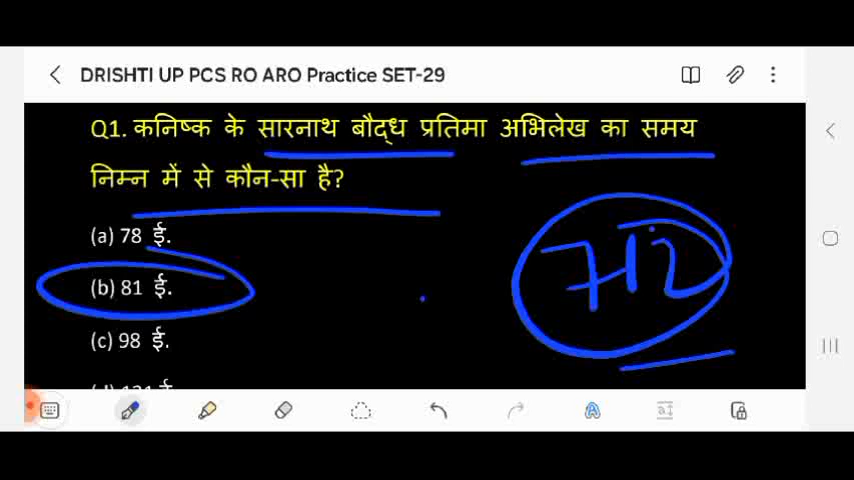 DRISHTI UP PCS RO ARO Practice SET-29
Q1. कनिष्क के सारनाथ बौद्ध प्रतिमा अभिलेख का समय
निम्न में से कौन-सा है?
(a) 78 ई.
(b) 81 ई.
(c) 98 ई.